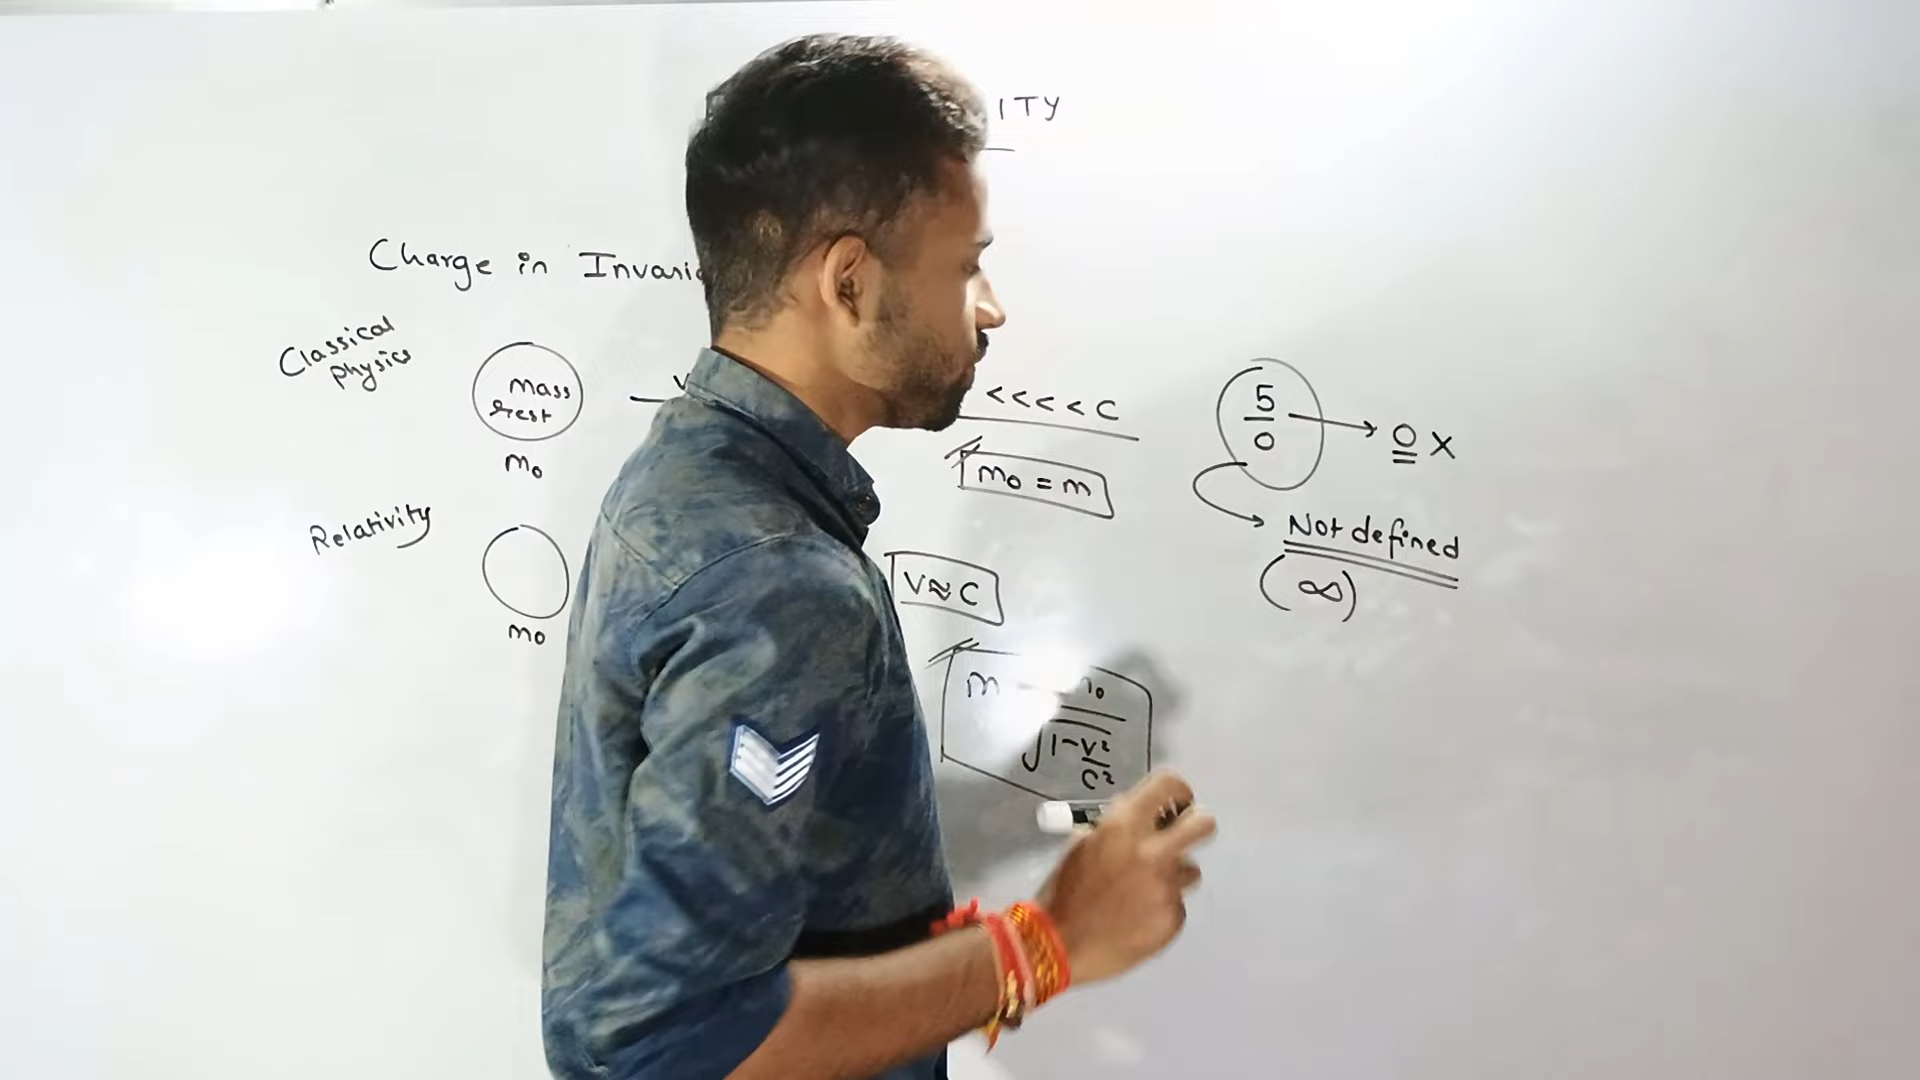 ITY
Charge in
Classical
physics
mass
rest
m₀
v
<<<< C
m₀ = m
5
0
0 X
Not defined
(∞)
Relativity
m₀
V≈C
m
√1-v²
c²